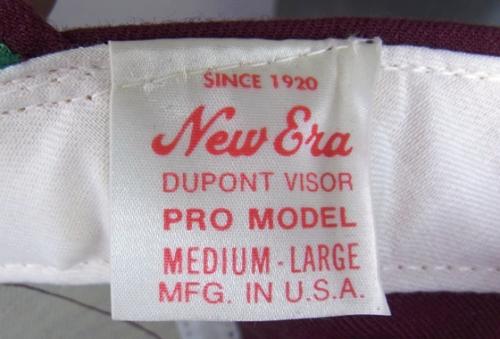 SINCE 1920
New Era
DUPONT VISOR
PRO MODEL
MEDIUM - LARGE
MFG. IN U.S.A.